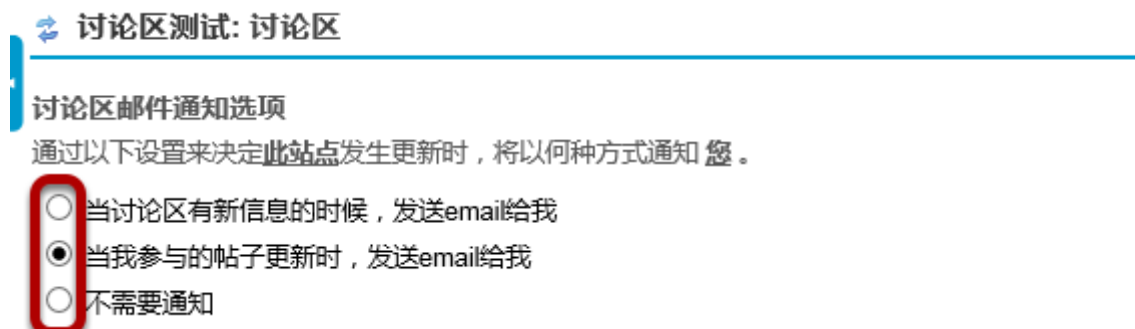 讨论区测试: 讨论区
讨论区邮件通知选项
通过以下设置来决定此站点发生更新时，将以何种方式通知 您 。
当讨论区有新信息的时候，发送email给我
当我参与的帖子更新时，发送email给我
不需要通知